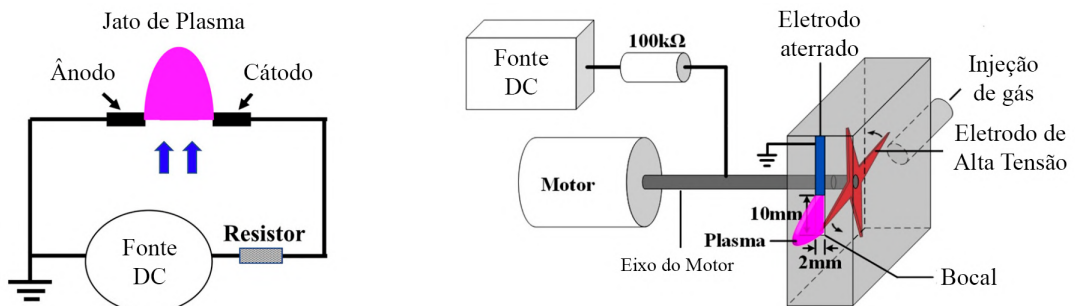 Jato de Plasma
Ânodo
Cátodo
Fonte
DC
Resistor
Fonte
DC
100kΩ
Eletrodo
aterrado
Injeção
de gás
Eletrodo de
Alta Tensão
Motor
10mm
Plasma
2mm
Eixo do Motor
Bocal